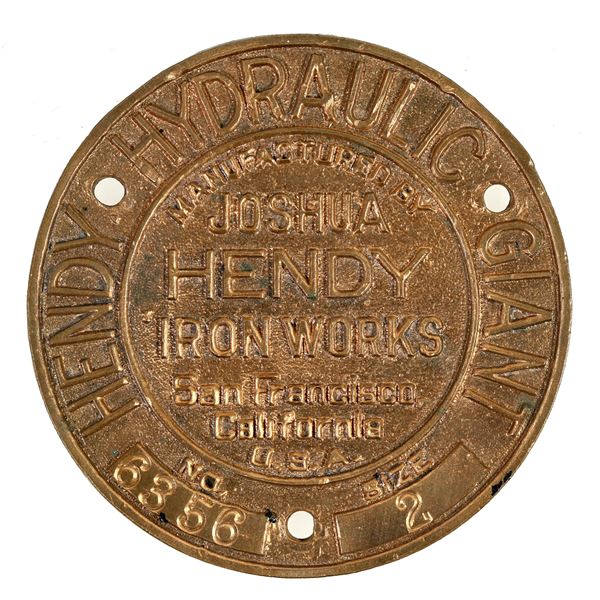 HENDY HYDRAULIC GIANT
MANUFACTURED BY
JOSHUA
HENDY
IRON WORKS
San Francisco,
California
U.S.A.
NO.
6356
SIZE
2